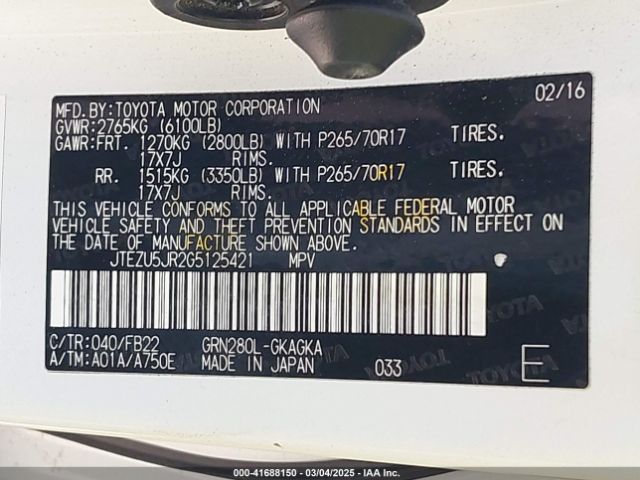 02/16
MFD.BY:TOYOTA MOTOR CORPORATION
GVWR:2765KG (6100LB)
GAWR:FRT. 1270KG (2800LB) WITH P265/70R17 TIRES.
17X7J RIMS.
RR. 1515KG (3350LB) WITH P265/70R17 TIRES.
17X7J RIMS.
THIS VEHICLE CONFORMS TO ALL APPLICABLE FEDERAL MOTOR
VEHICLE SAFETY AND THEFT PREVENTION STANDARDS IN EFFECT ON
THE DATE OF MANUFACTURE SHOWN ABOVE.
JTEZU5JR2G5125421 MPV
C/TR:040/FB22 GRN280L-GKAGKA
A/TM:A01A/A750E MADE IN JAPAN 033 E
TOYOTA
TOYOTA
000-41688150 - 03/04/2025 - IAA Inc.